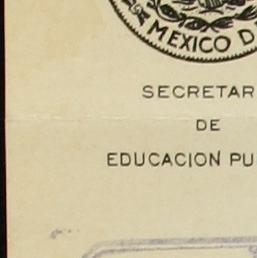 MEXICO D
SECRETAR
DE
EDUCACION PU